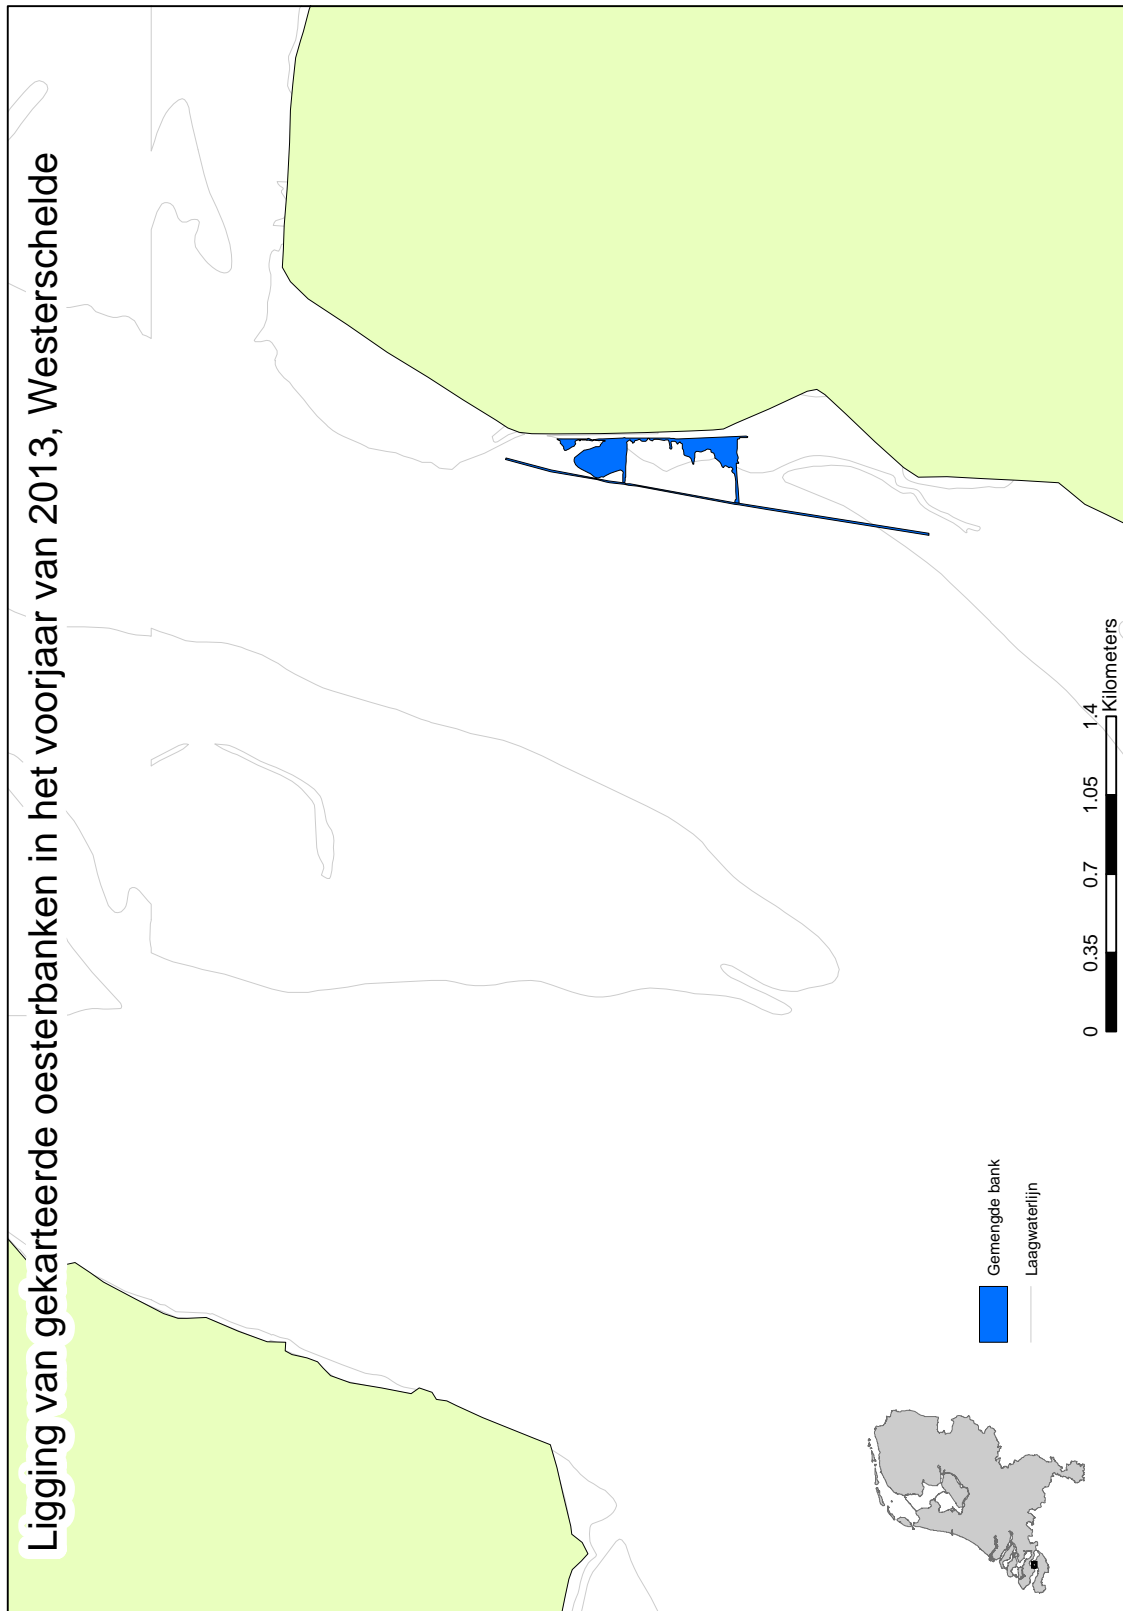 Ligging van gekarteerde oesterbanken in het voorjaar van 2013, Westerschelde
Gemengde bank
Laagwaterlijn
0 0.35 0.7 1.05 1.4
Kilometers